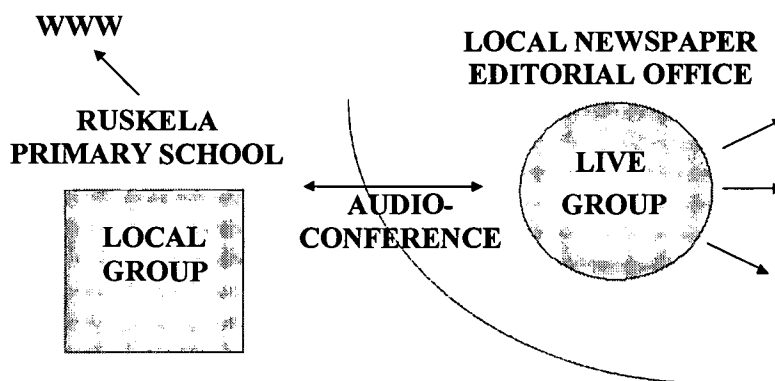 WWW
RUSKELA
PRIMARY SCHOOL
LOCAL
GROUP
AUDIO-
CONFERENCE
LOCAL NEWSPAPER
EDITORIAL OFFICE
LIVE
GROUP